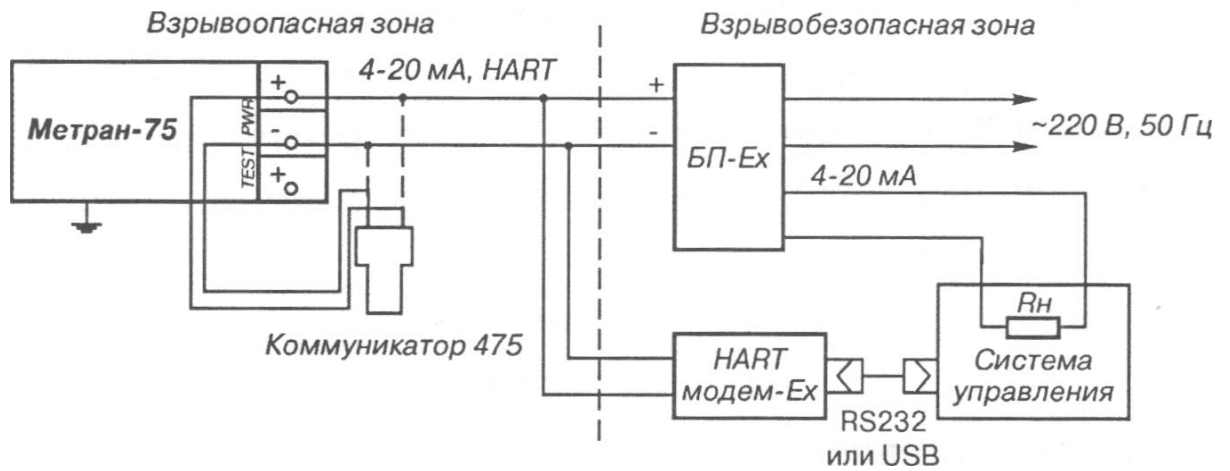 Взрывоопасная зона
Взрывобезопасная зона
4-20 мА, HART
Метран-75
PWR
TEST
+
-
+
+
-
БП-Ex
~220 В, 50 Гц
4-20 мА
Rн
Коммуникатор 475
HART
модем-Ex
Система
управления
RS232
или USB